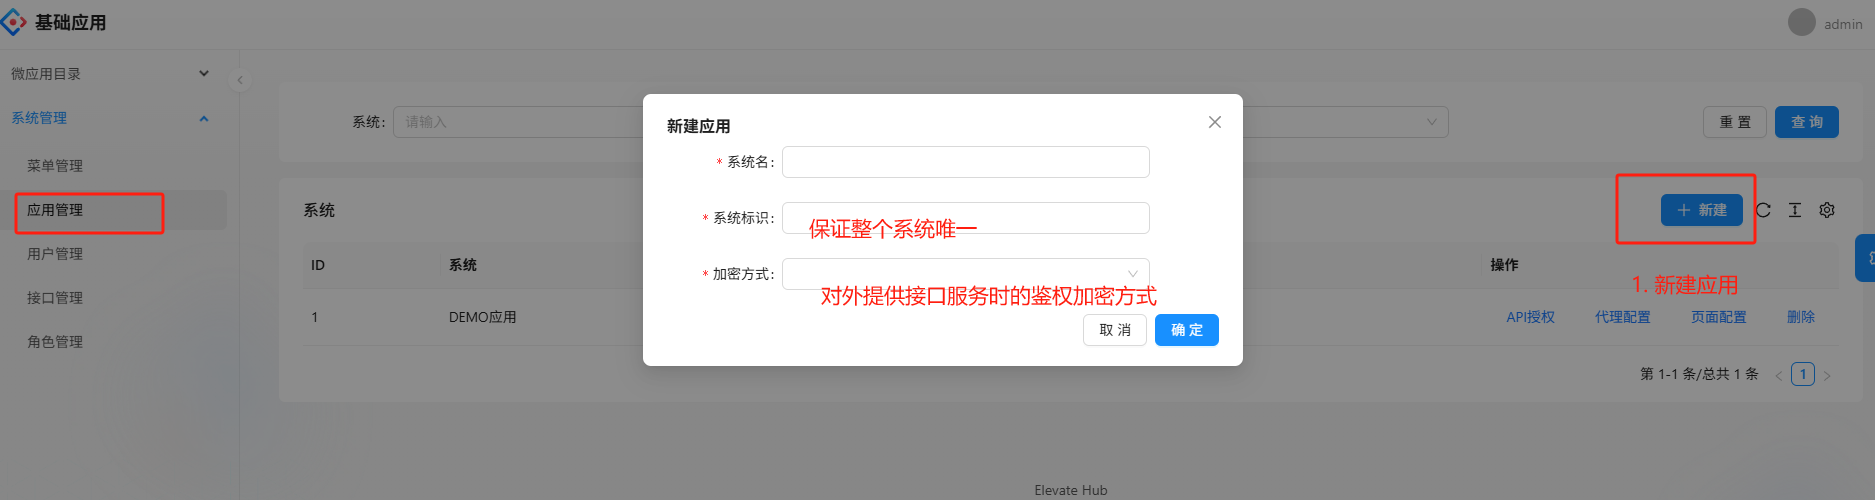 基础应用
admin
微应用目录
系统管理
菜单管理
应用管理
用户管理
接口管理
角色管理
系统:
请输入
重 置
查 询
系统
新建
1. 新建应用
ID
系统
操作
1
DEMO应用
API授权
代理配置
页面配置
删除
第 1-1 条/总共 1 条
1
新建应用
* 系统名:
* 系统标识:
保证整个系统唯一
* 加密方式:
对外提供接口服务时的鉴权加密方式
取 消
确 定
Elevate Hub